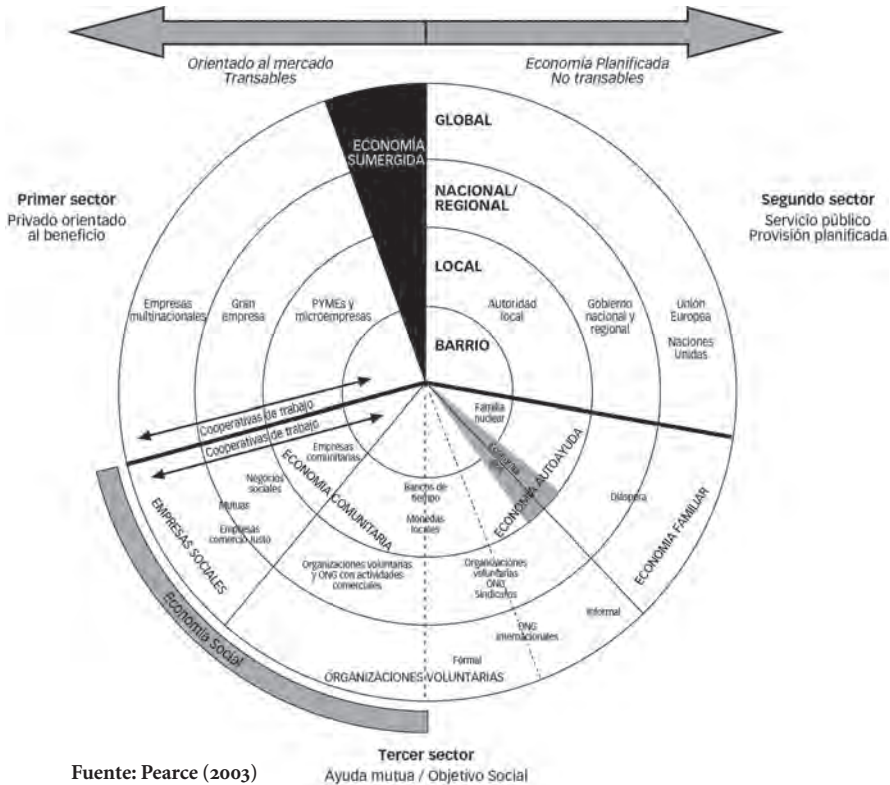 Orientado al mercado
Transables
Economía Planificada
No transables
ECONOMÍA
SUMERGIDA
GLOBAL
NACIONAL/
REGIONAL
LOCAL
BARRIO
Primer sector
Privado orientado
al beneficio
Segundo sector
Servicio público
Provisión planificada
Empresas
multinacionales
Gran
empresa
PYMEs y
microempresas
Autoridad
local
Gobierno
nacional y
regional
Unión
Europea
Naciones
Unidas
Cooperativas de trabajo
Cooperativas de trabajo
Familia
nuclear
Empresas
comunitarias
ECONOMIA COMUNITARIA
Negocios
sociales
Mutuas
Empresas
comercio justo
EMPRESAS SOCIALES
Bancos de
tiempo
Monedas
locales
ECONOMIA AUTOAYUDA
Diáspora
ECONOMIA FAMILIAR
Organizaciones voluntarias
y ONG con actividades
comerciales
Organizaciones
voluntarias
ONG
Sindicatos
ONG
internacionales
Informal
Formal
ORGANIZACIONES VOLUNTARIAS
Economía social
Tercer sector
Ayuda mutua / Objetivo Social
Fuente: Pearce (2003)